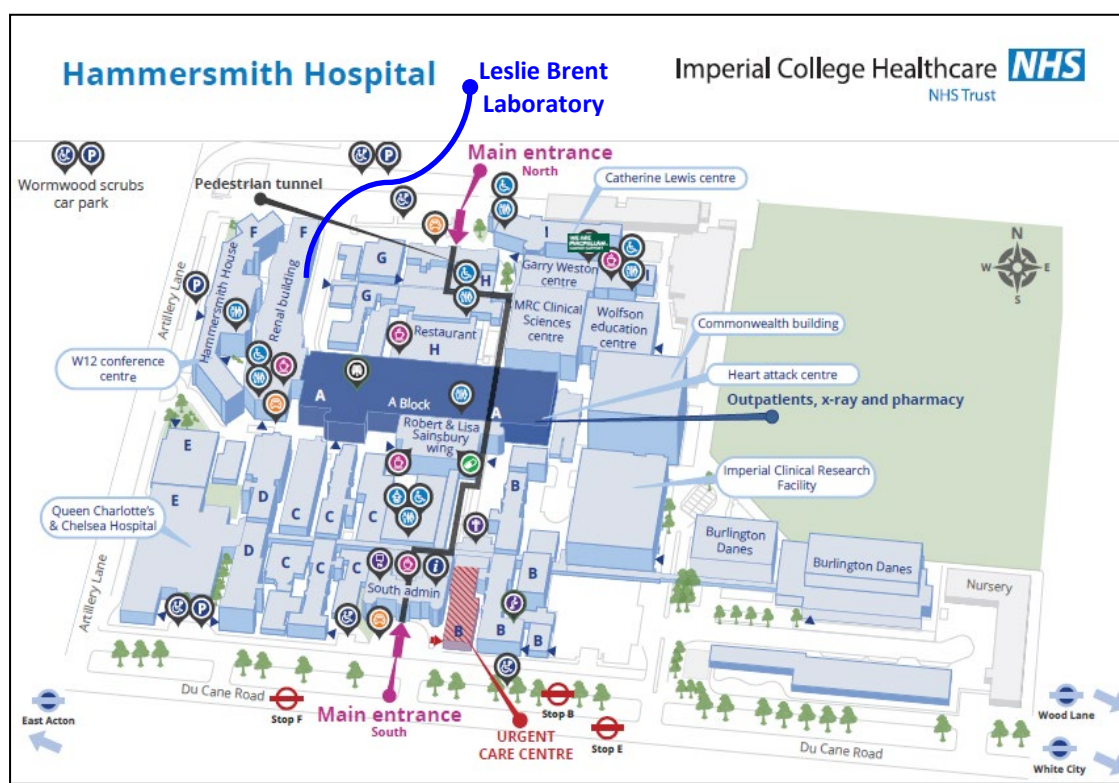 Hammersmith Hospital
Leslie Brent
Laboratory
Imperial College Healthcare NHS
NHS Trust
P
P
Wormwood scrubs
car park
Main entrance
North
Pedestrian tunnel
Catherine Lewis centre
F
F
G
G
H
I
I
WE ARE
MACMILLAN.
CANCER SUPPORT
Garry Weston
centre
N
W
E
S
Artillery Lane
P
Hammersmith House
Renal building
MRC Clinical
Sciences
centre
Wolfson
education
centre
Commonwealth building
Restaurant
H
W12 conference
centre
Heart attack centre
A
A Block
A
Outpatients, x-ray and pharmacy
Robert & Lisa
Sainsbury
wing
E
E
D
C
C
C
B
Imperial Clinical Research
Facility
Queen Charlotte's
& Chelsea Hospital
D
C
C
C
i
B
B
B
B
B
South admin
Burlington
Danes
Burlington Danes
Nursery
Artillery Lane
P
Du Cane Road
East Acton
Stop F
Main entrance
South
Stop B
URGENT
CARE CENTRE
Stop E
Du Cane Road
Wood Lane
White City